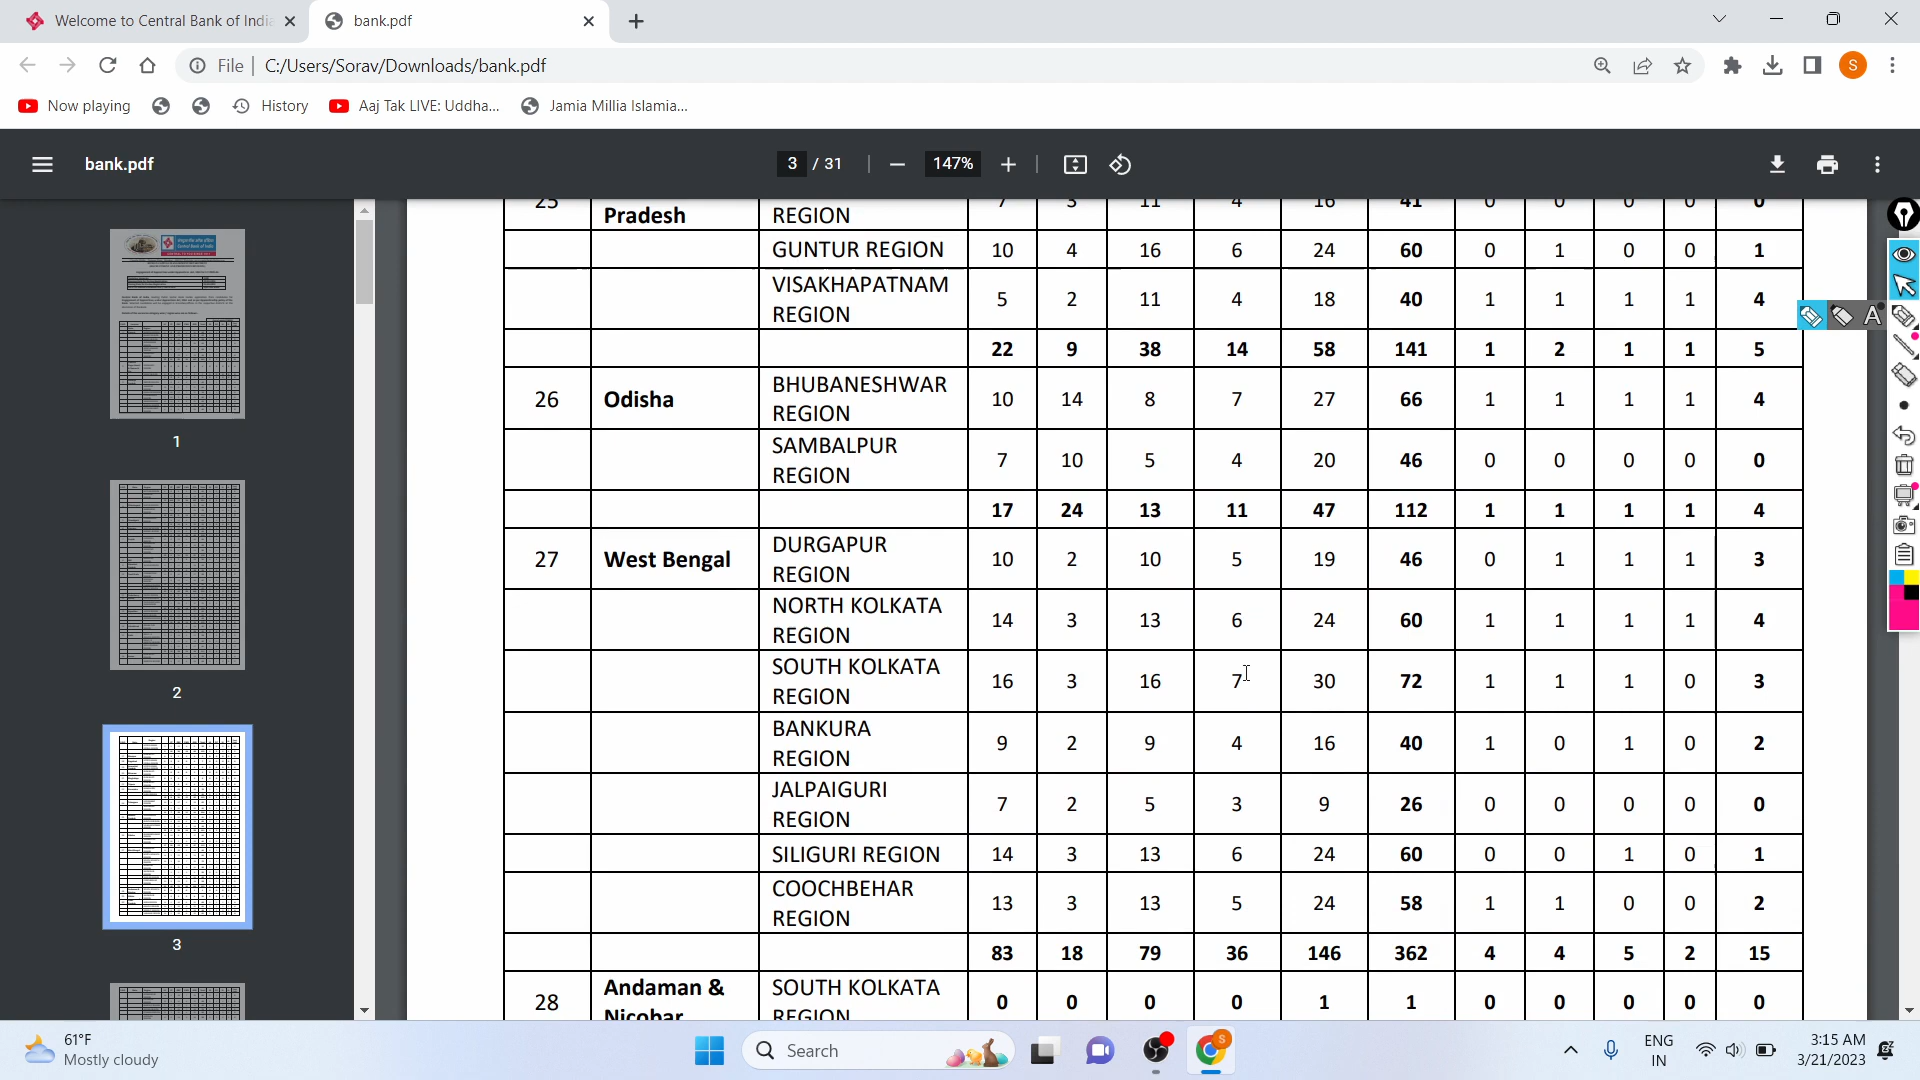 Welcome to Central Bank of India
bank.pdf
File | C:/Users/Sorav/Downloads/bank.pdf
S
Now playing
History
Aaj Tak LIVE: Uddha...
Jamia Millia Islamia...
bank.pdf
3 / 31
147%
1
2
3
25 Pradesh REGION 7 3 11 4 16 41 0 0 0 0 0
GUNTUR REGION 10 4 16 6 24 60 0 1 0 0 1
VISAKHAPATNAM
REGION 5 2 11 4 18 40 1 1 1 1 4
22 9 38 14 58 141 1 2 1 1 5
26 Odisha BHUBANESHWAR
REGION 10 14 8 7 27 66 1 1 1 1 4
SAMBALPUR
REGION 7 10 5 4 20 46 0 0 0 0 0
17 24 13 11 47 112 1 1 1 1 4
27 West Bengal DURGAPUR
REGION 10 2 10 5 19 46 0 1 1 1 3
NORTH KOLKATA
REGION 14 3 13 6 24 60 1 1 1 1 4
SOUTH KOLKATA
REGION 16 3 16 7 30 72 1 1 1 0 3
BANKURA
REGION 9 2 9 4 16 40 1 0 1 0 2
JALPAIGURI
REGION 7 2 5 3 9 26 0 0 0 0 0
SILIGURI REGION 14 3 13 6 24 60 0 0 1 0 1
COOCHBEHAR
REGION 13 3 13 5 24 58 1 1 0 0 2
83 18 79 36 146 362 4 4 5 2 15
28 Andaman & SOUTH KOLKATA 0 0 0 0 1 1 0 0 0 0 0
Nicobar REGION
A
61°F
Mostly cloudy
Search
S
ENG
IN
3:15 AM
3/21/2023